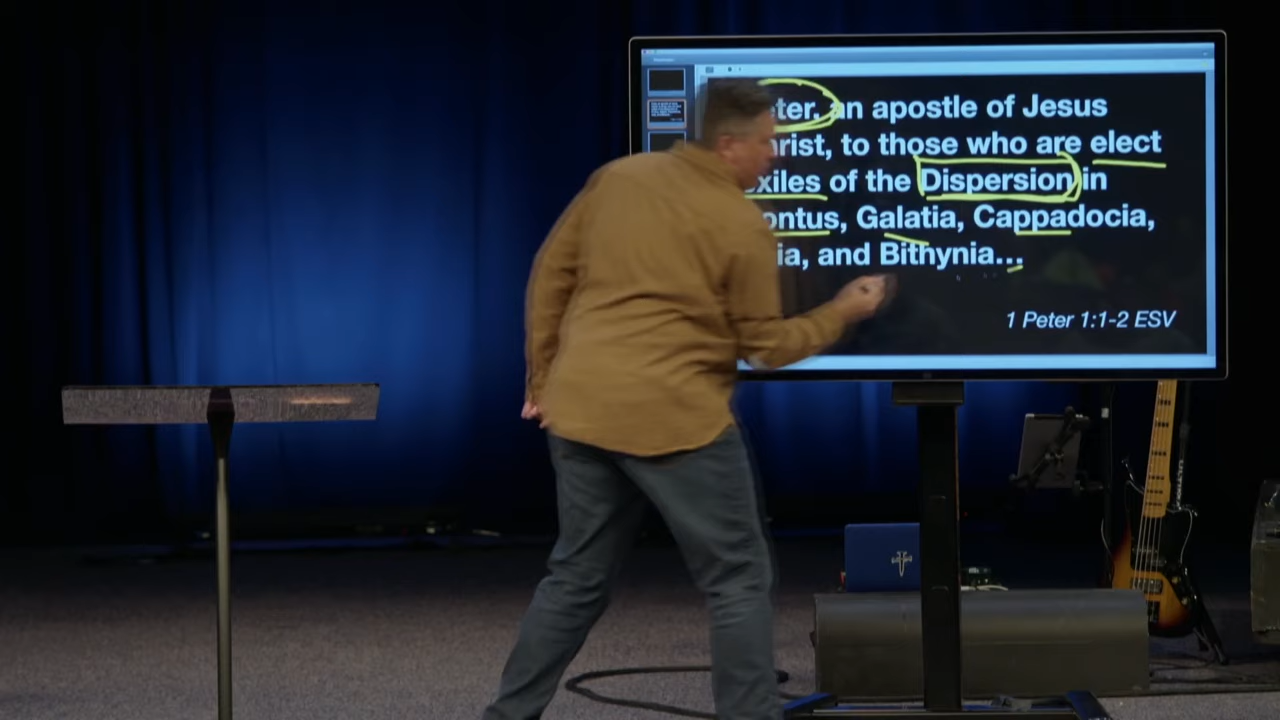 ter, an apostle of Jesus
rist, to those who are elect
xiles of the Dispersion in
ontus, Galatia, Cappadocia,
ia, and Bithynia...
1 Peter 1:1-2 ESV